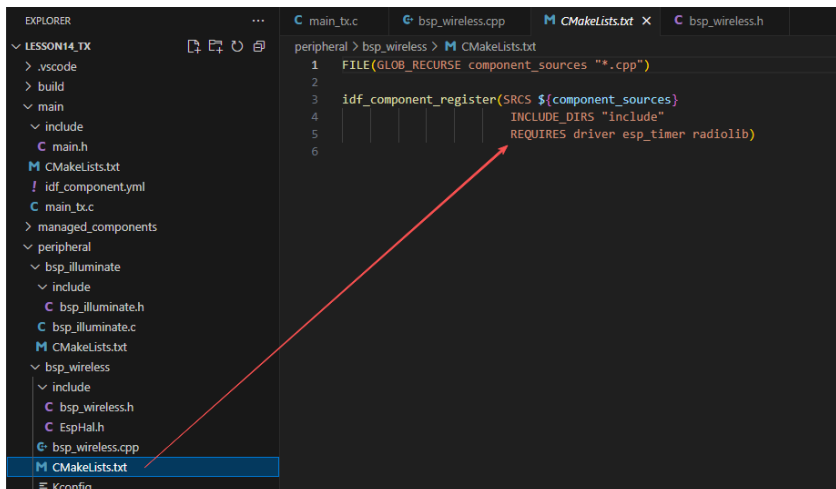 EXPLORER
...
LESSON14_TX
.vscode
build
main
include
C main.h
M CMakeLists.txt
! idf_component.yml
C main_tx.c
managed_components
peripheral
bsp_illuminate
include
C bsp_illuminate.h
C bsp_illuminate.c
M CMakeLists.txt
bsp_wireless
include
C bsp_wireless.h
C EspHal.h
C+ bsp_wireless.cpp
M CMakeLists.txt
Kconfig
C main_tx.c
C+ bsp_wireless.cpp
M CMakeLists.txt
C bsp_wireless.h
peripheral > bsp_wireless > M CMakeLists.txt
1 FILE(GLOB_RECURSE component_sources "*.cpp")
2
3 idf_component_register(SRCS ${component_sources}
4 INCLUDE_DIRS "include"
5 REQUIRES driver esp_timer radiolib)
6